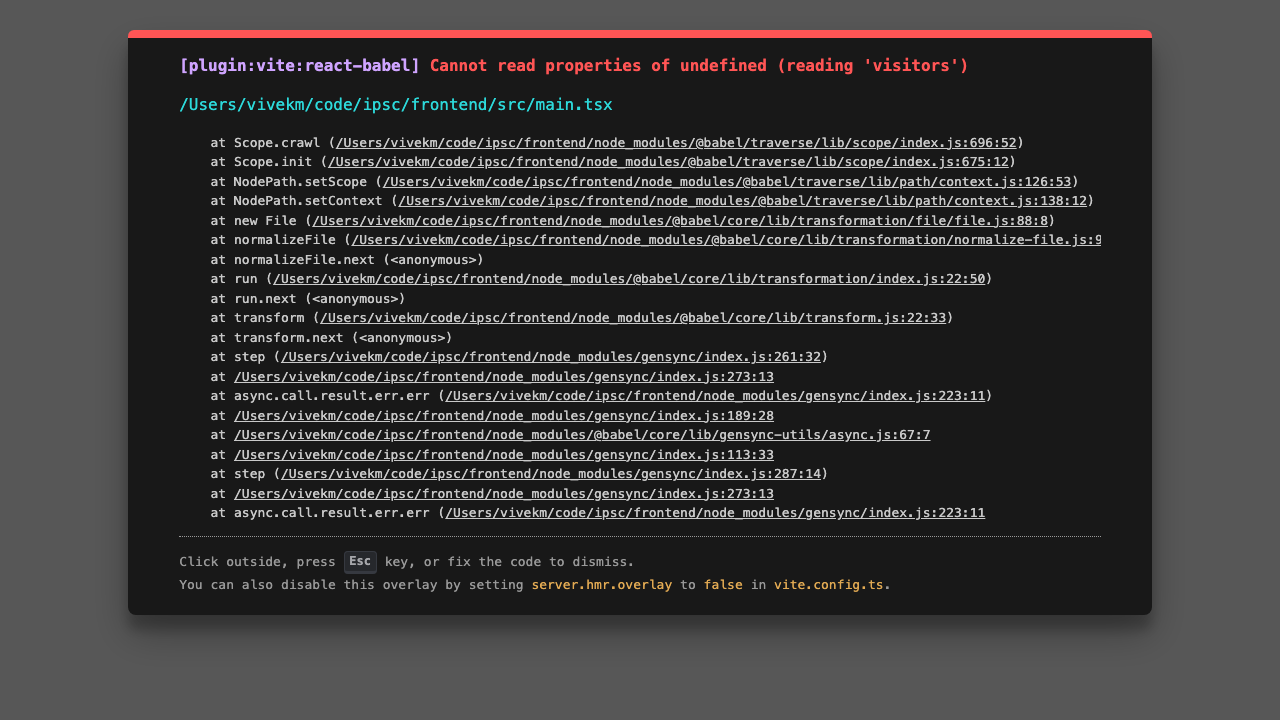 [plugin:vite:react-babel] Cannot read properties of undefined (reading 'visitors')
/Users/vivekm/code/ipsc/frontend/src/main.tsx
at Scope.crawl (/Users/vivekm/code/ipsc/frontend/node_modules/@babel/traverse/lib/scope/index.js:696:52)
at Scope.init (/Users/vivekm/code/ipsc/frontend/node_modules/@babel/traverse/lib/scope/index.js:675:12)
at NodePath.setScope (/Users/vivekm/code/ipsc/frontend/node_modules/@babel/traverse/lib/path/context.js:126:53)
at NodePath.setContext (/Users/vivekm/code/ipsc/frontend/node_modules/@babel/traverse/lib/path/context.js:138:12)
at new File (/Users/vivekm/code/ipsc/frontend/node_modules/@babel/core/lib/transformation/file/file.js:88:8)
at normalizeFile (/Users/vivekm/code/ipsc/frontend/node_modules/@babel/core/lib/transformation/normalize-file.js:9
at normalizeFile.next (<anonymous>)
at run (/Users/vivekm/code/ipsc/frontend/node_modules/@babel/core/lib/transformation/index.js:22:50)
at run.next (<anonymous>)
at transform (/Users/vivekm/code/ipsc/frontend/node_modules/@babel/core/lib/transform.js:22:33)
at transform.next (<anonymous>)
at step (/Users/vivekm/code/ipsc/frontend/node_modules/gensync/index.js:261:32)
at /Users/vivekm/code/ipsc/frontend/node_modules/gensync/index.js:273:13
at async.call.result.err.err (/Users/vivekm/code/ipsc/frontend/node_modules/gensync/index.js:223:11)
at /Users/vivekm/code/ipsc/frontend/node_modules/gensync/index.js:189:28
at /Users/vivekm/code/ipsc/frontend/node_modules/@babel/core/lib/gensync-utils/async.js:67:7
at /Users/vivekm/code/ipsc/frontend/node_modules/gensync/index.js:113:33
at step (/Users/vivekm/code/ipsc/frontend/node_modules/gensync/index.js:287:14)
at /Users/vivekm/code/ipsc/frontend/node_modules/gensync/index.js:273:13
at async.call.result.err.err (/Users/vivekm/code/ipsc/frontend/node_modules/gensync/index.js:223:11
Click outside, press Esc key, or fix the code to dismiss.
You can also disable this overlay by setting server.hmr.overlay to false in vite.config.ts.